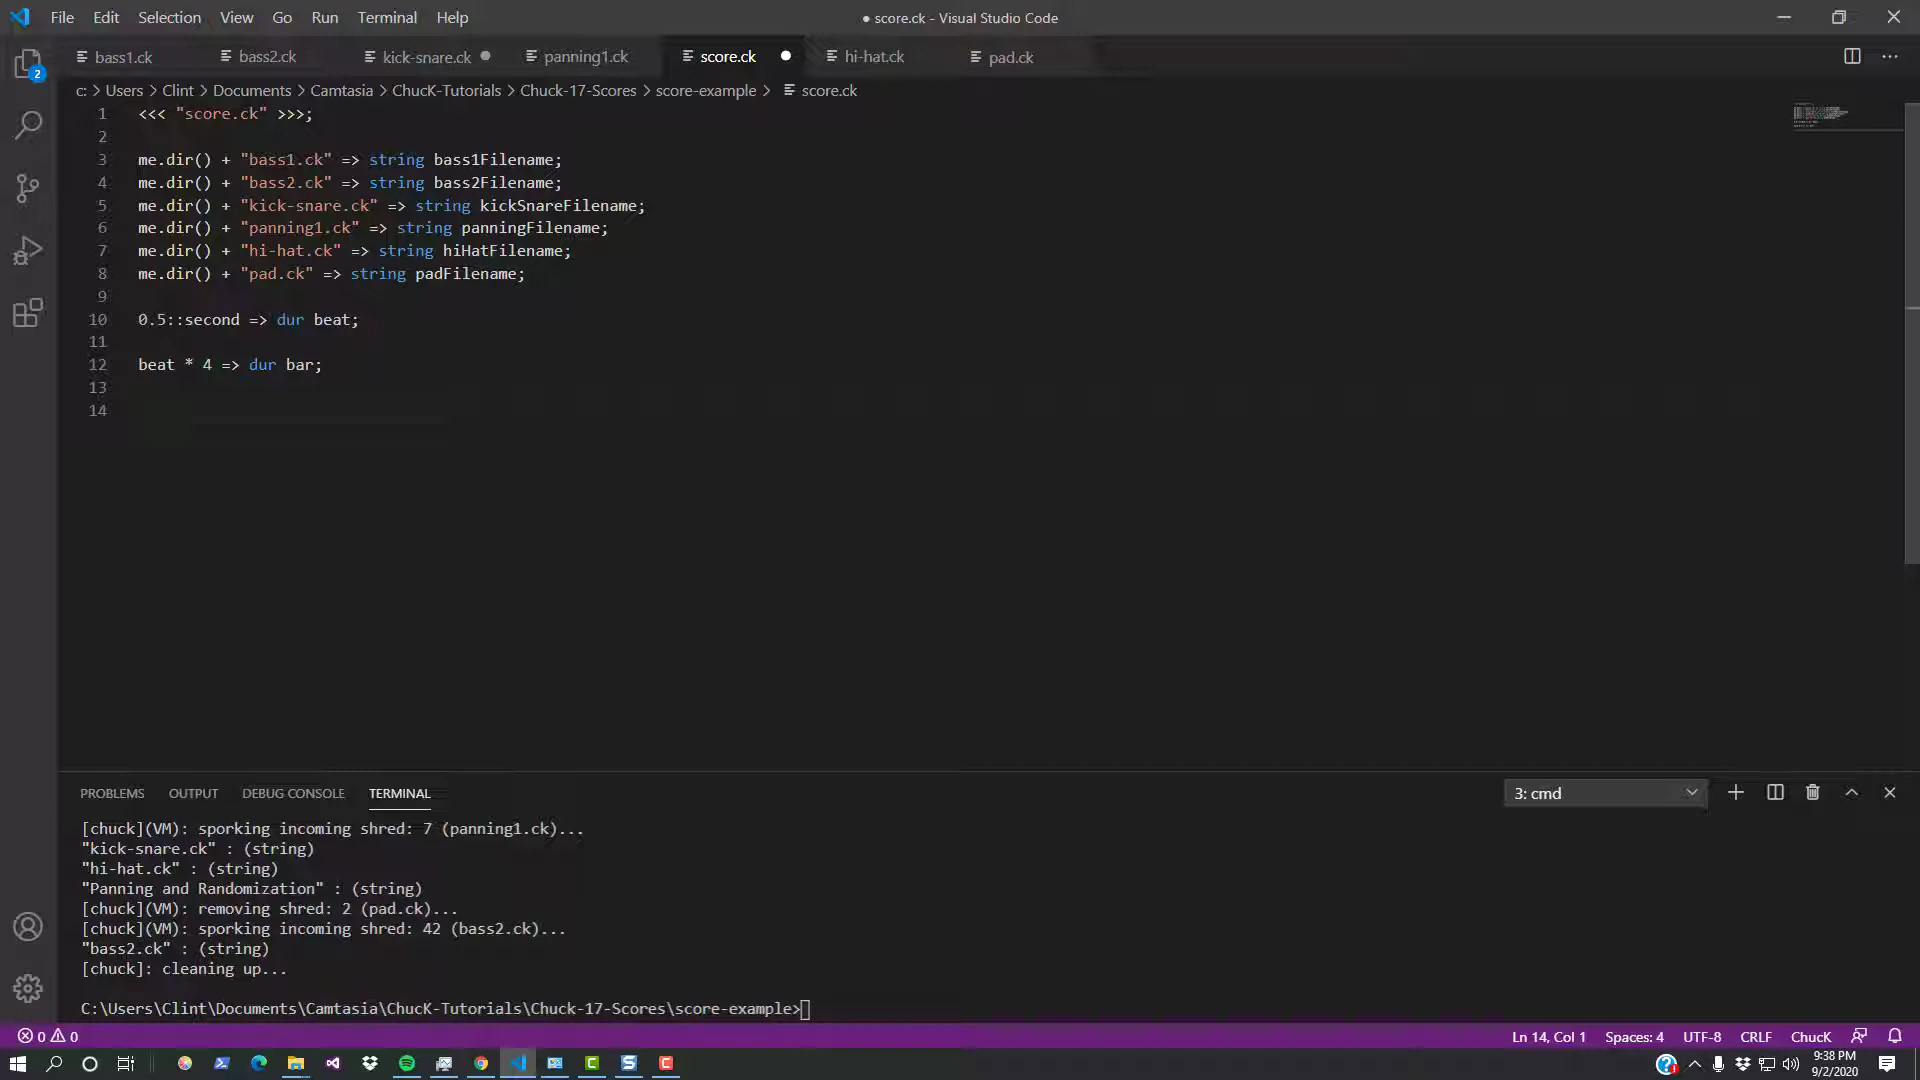 File Edit Selection View Go Run Terminal Help
● score.ck - Visual Studio Code
bass1.ck bass2.ck kick-snare.ck panning1.ck score.ck hi-hat.ck pad.ck
2
c: > Users > Clint > Documents > Camtasia > ChucK-Tutorials > Chuck-17-Scores > score-example > score.ck
1 <<< "score.ck" >>>;
2
3 me.dir() + "bass1.ck" => string bass1Filename;
4 me.dir() + "bass2.ck" => string bass2Filename;
5 me.dir() + "kick-snare.ck" => string kickSnareFilename;
6 me.dir() + "panning1.ck" => string panningFilename;
7 me.dir() + "hi-hat.ck" => string hiHatFilename;
8 me.dir() + "pad.ck" => string padFilename;
9
10 0.5::second => dur beat;
11
12 beat * 4 => dur bar;
13
14
PROBLEMS OUTPUT DEBUG CONSOLE TERMINAL
3: cmd
[chuck](VM): sporking incoming shred: 7 (panning1.ck)...
"kick-snare.ck" : (string)
"hi-hat.ck" : (string)
"Panning and Randomization" : (string)
[chuck](VM): removing shred: 2 (pad.ck)...
[chuck](VM): sporking incoming shred: 42 (bass2.ck)...
"bass2.ck" : (string)
[chuck]: cleaning up...
C:\Users\Clint\Documents\Camtasia\ChucK-Tutorials\Chuck-17-Scores\score-example>
0 0
Ln 14, Col 1 Spaces: 4 UTF-8 CRLF ChucK
9:38 PM
9/2/2020